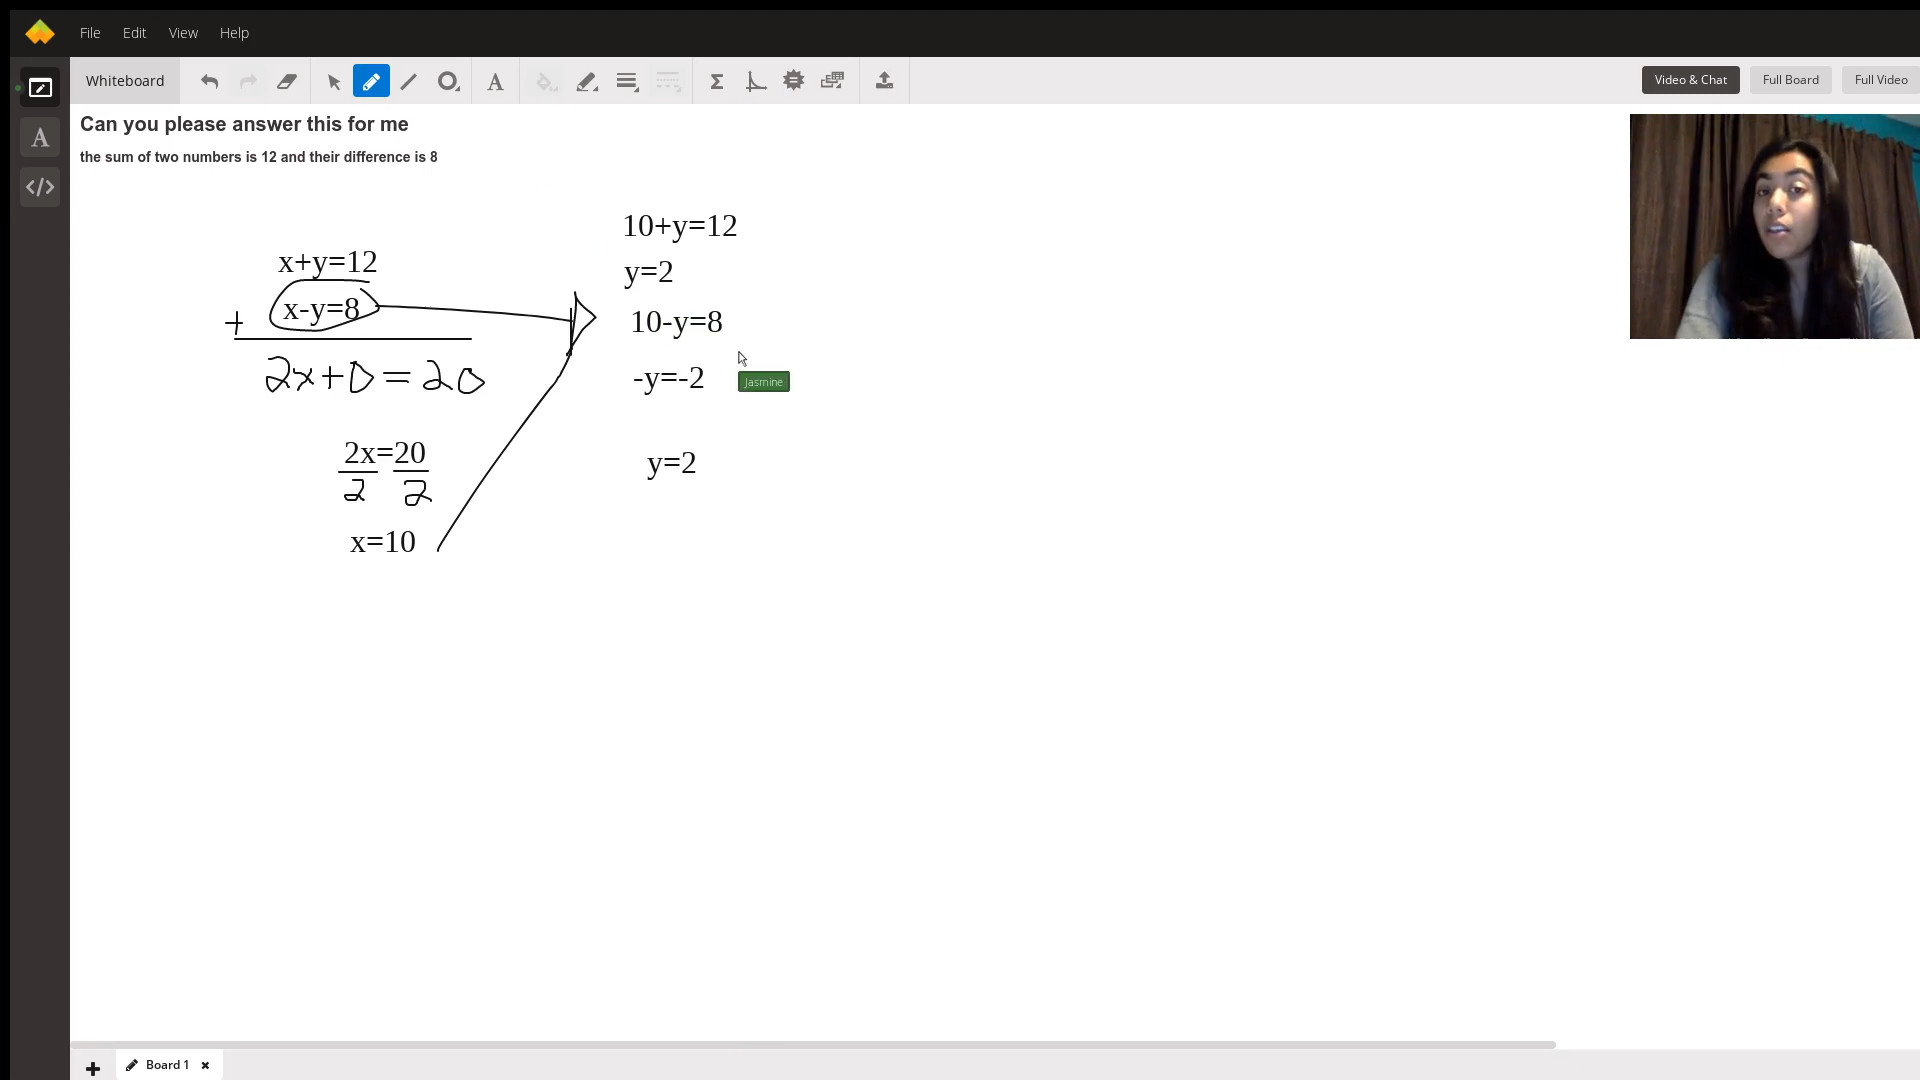 File Edit View Help
Whiteboard
A
Σ
Video & Chat Full Board Full Video
A
</>
Can you please answer this for me
the sum of two numbers is 12 and their difference is 8
x+y=12
x-y=8
+
2x+0=20
2x=20
2 2
x=10
10+y=12
y=2
10-y=8
-y=-2
Jasmine
y=2
Board 1